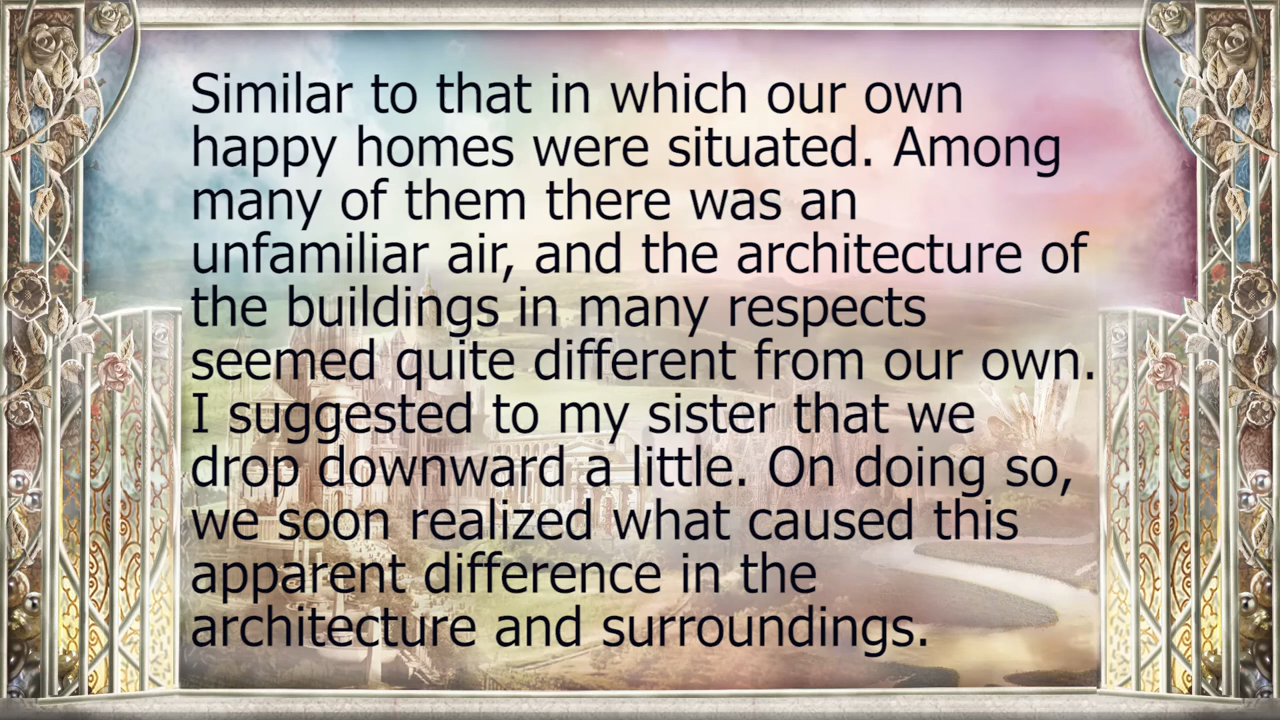 Similar to that in which our own
happy homes were situated. Among
many of them there was an
unfamiliar air, and the architecture of
the buildings in many respects
seemed quite different from our own.
I suggested to my sister that we
drop downward a little. On doing so,
we soon realized what caused this
apparent difference in the
architecture and surroundings.